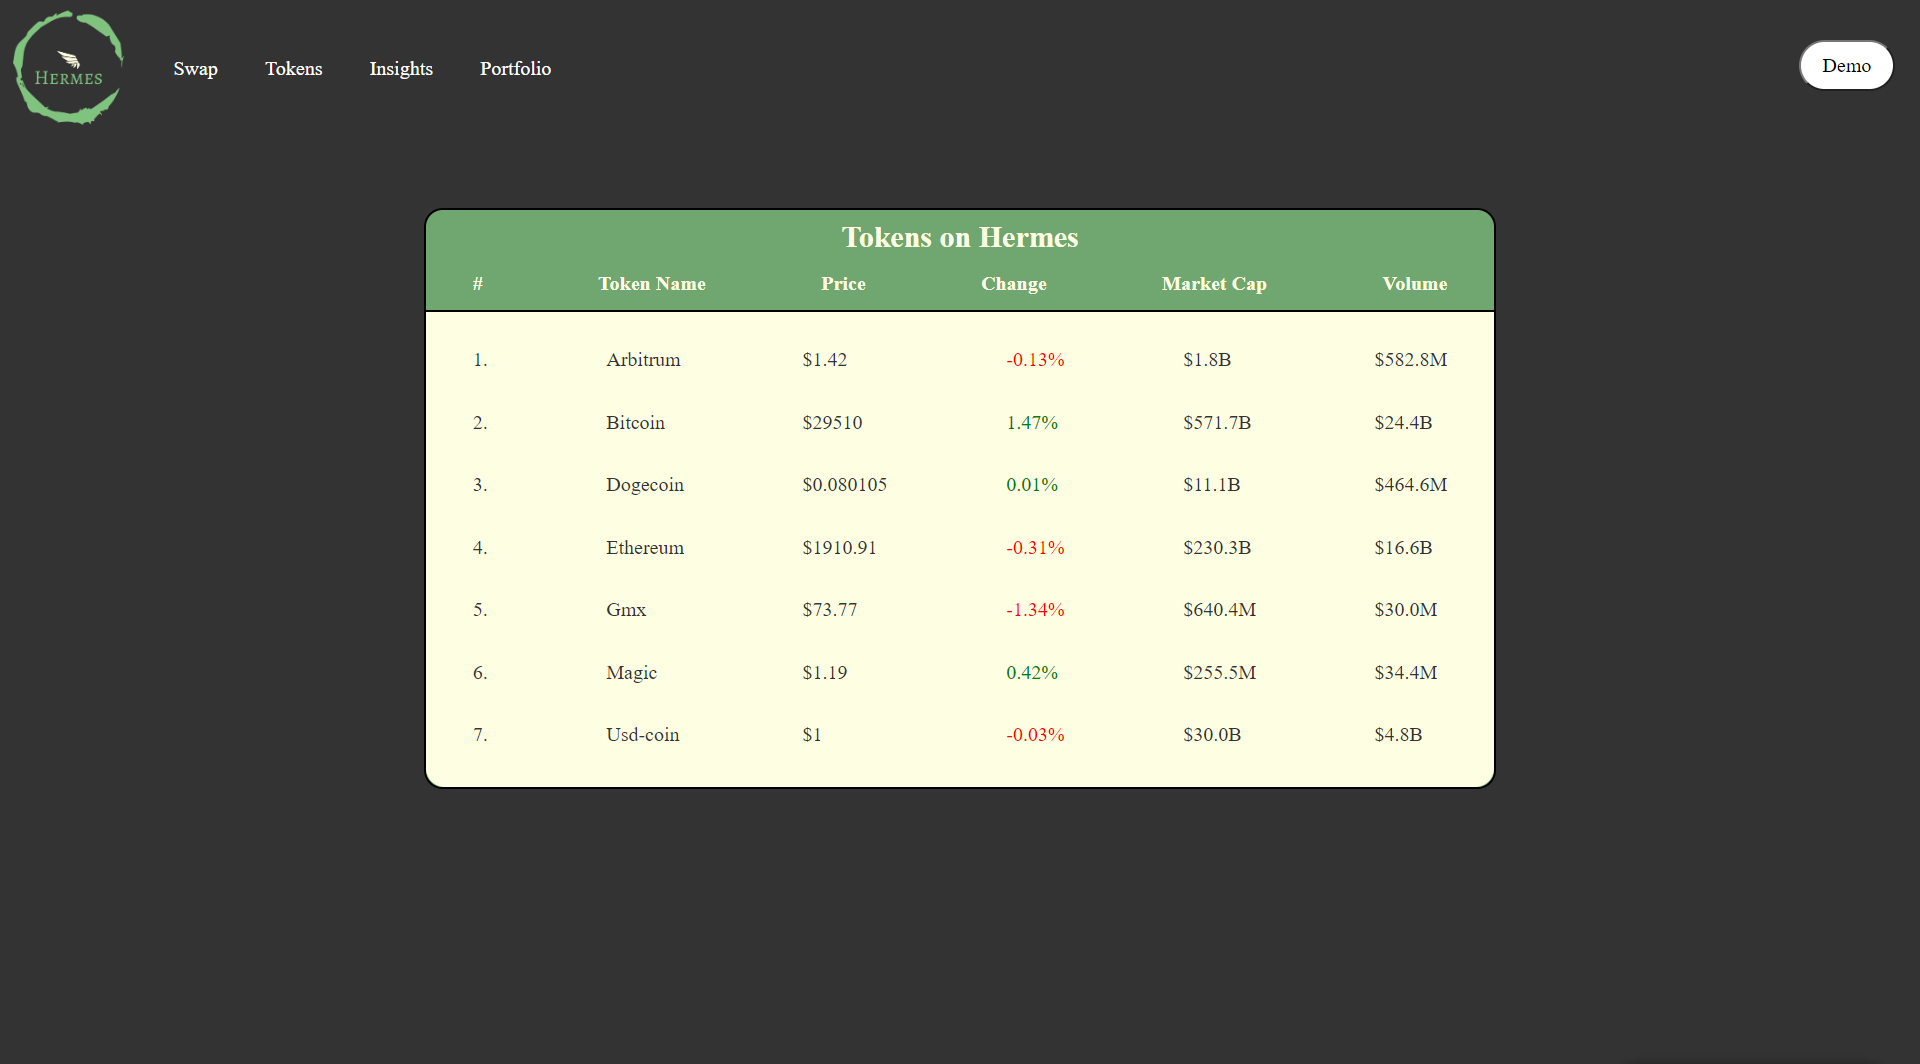 HERMES
Swap Tokens Insights Portfolio Demo
Tokens on Hermes
# Token Name Price Change Market Cap Volume
1. Arbitrum $1.42 -0.13% $1.8B $582.8M
2. Bitcoin $29510 1.47% $571.7B $24.4B
3. Dogecoin $0.080105 0.01% $11.1B $464.6M
4. Ethereum $1910.91 -0.31% $230.3B $16.6B
5. Gmx $73.77 -1.34% $640.4M $30.0M
6. Magic $1.19 0.42% $255.5M $34.4M
7. Usd-coin $1 -0.03% $30.0B $4.8B